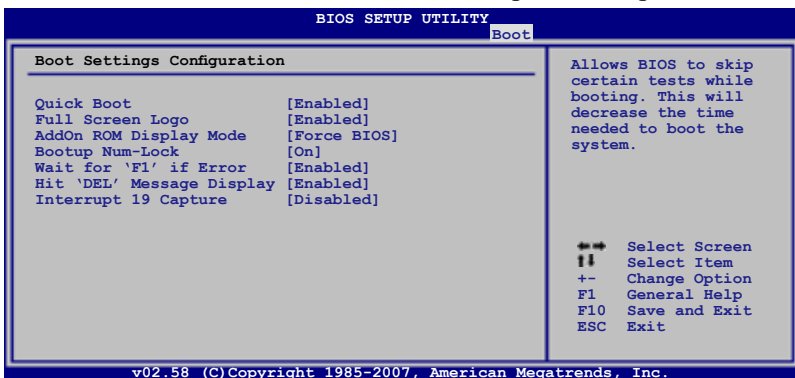 BIOS SETUP UTILITY
Boot
Boot Settings Configuration
Quick Boot [Enabled]
Full Screen Logo [Enabled]
AddOn ROM Display Mode [Force BIOS]
Bootup Num-Lock [On]
Wait for ‘F1’ if Error [Enabled]
Hit ‘DEL’ Message Display [Enabled]
Interrupt 19 Capture [Disabled]
Allows BIOS to skip
certain tests while
booting. This will
decrease the time
needed to boot the
system.
←→ Select Screen
↑↓ Select Item
+- Change Option
F1 General Help
F10 Save and Exit
ESC Exit
v02.58 (C)Copyright 1985-2007, American Megatrends, Inc.